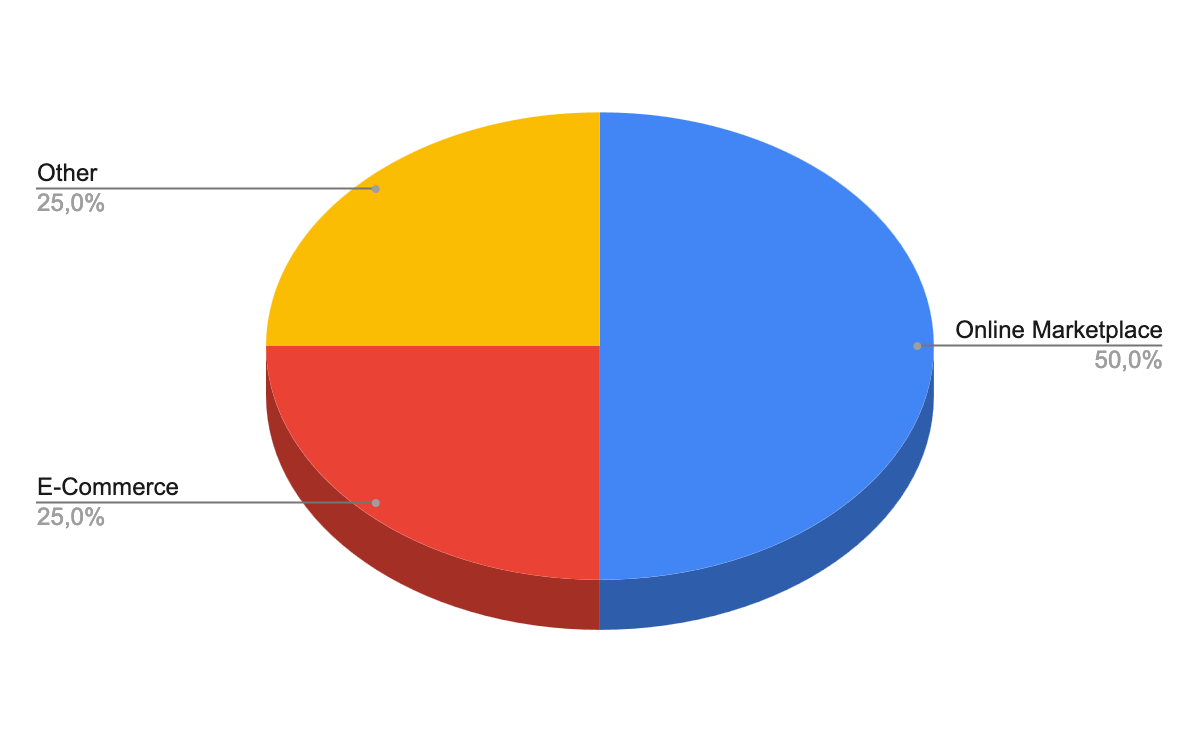 Other
25,0%
Online Marketplace
50,0%
E-Commerce
25,0%